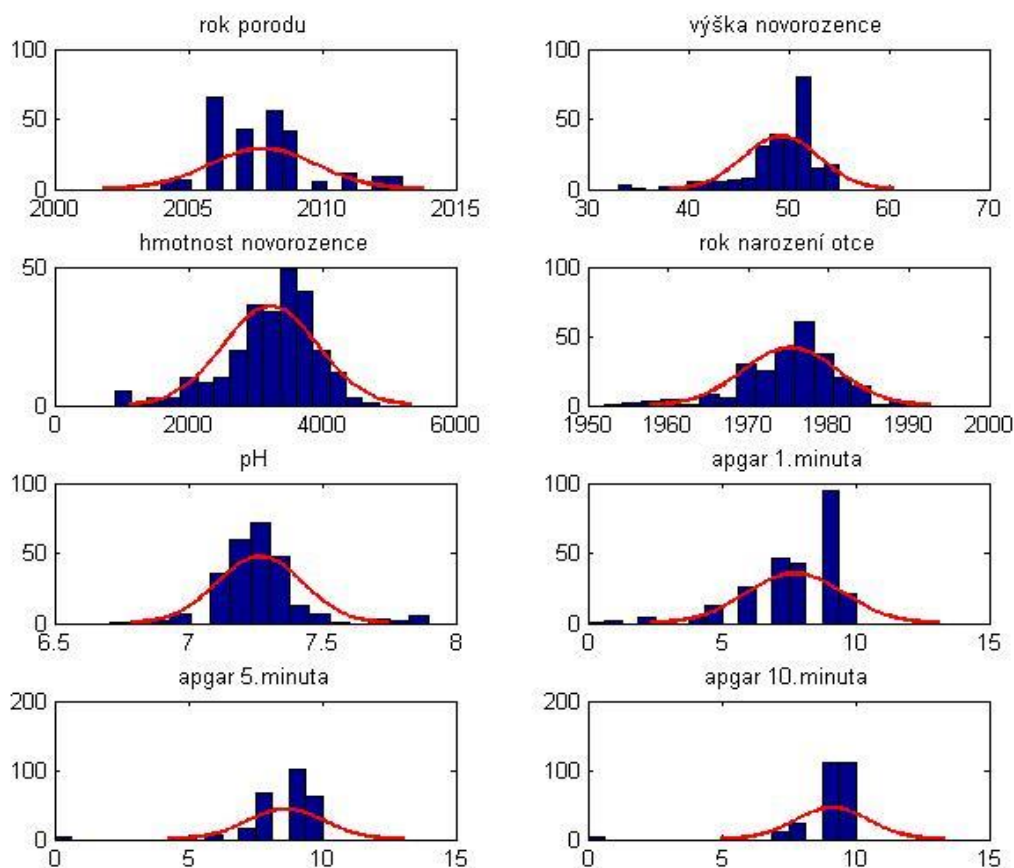 rok porodu
100
50
0
2000 2005 2010 2015
výška novorozence
100
50
0
30 40 50 60 70
hmotnost novorozence
50
0
0 2000 4000 6000
rok narození otce
100
50
0
1950 1960 1970 1980 1990 2000
pH
100
50
0
6.5 7 7.5 8
apgar 1.minuta
100
50
0
0 5 10 15
apgar 5.minuta
200
100
0
0 5 10 15
apgar 10.minuta
200
100
0
0 5 10 15